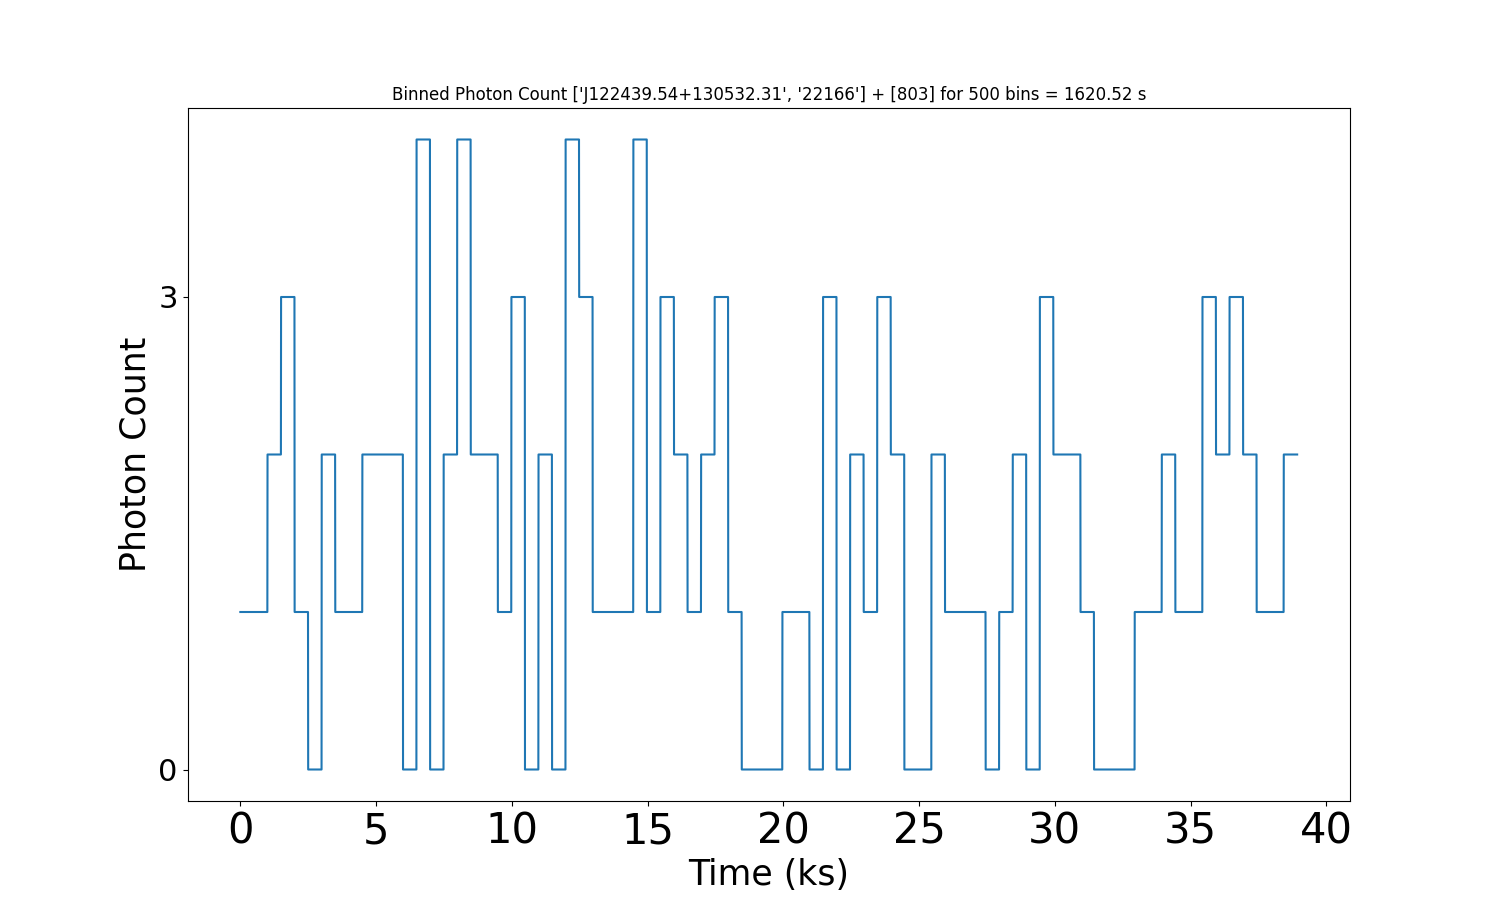 Binned Photon Count ['J122439.54+130532.31', '22166'] + [803] for 500 bins = 1620.52 s
Photon Count
3
0
0 5 10 15 20 25 30 35 40
Time (ks)